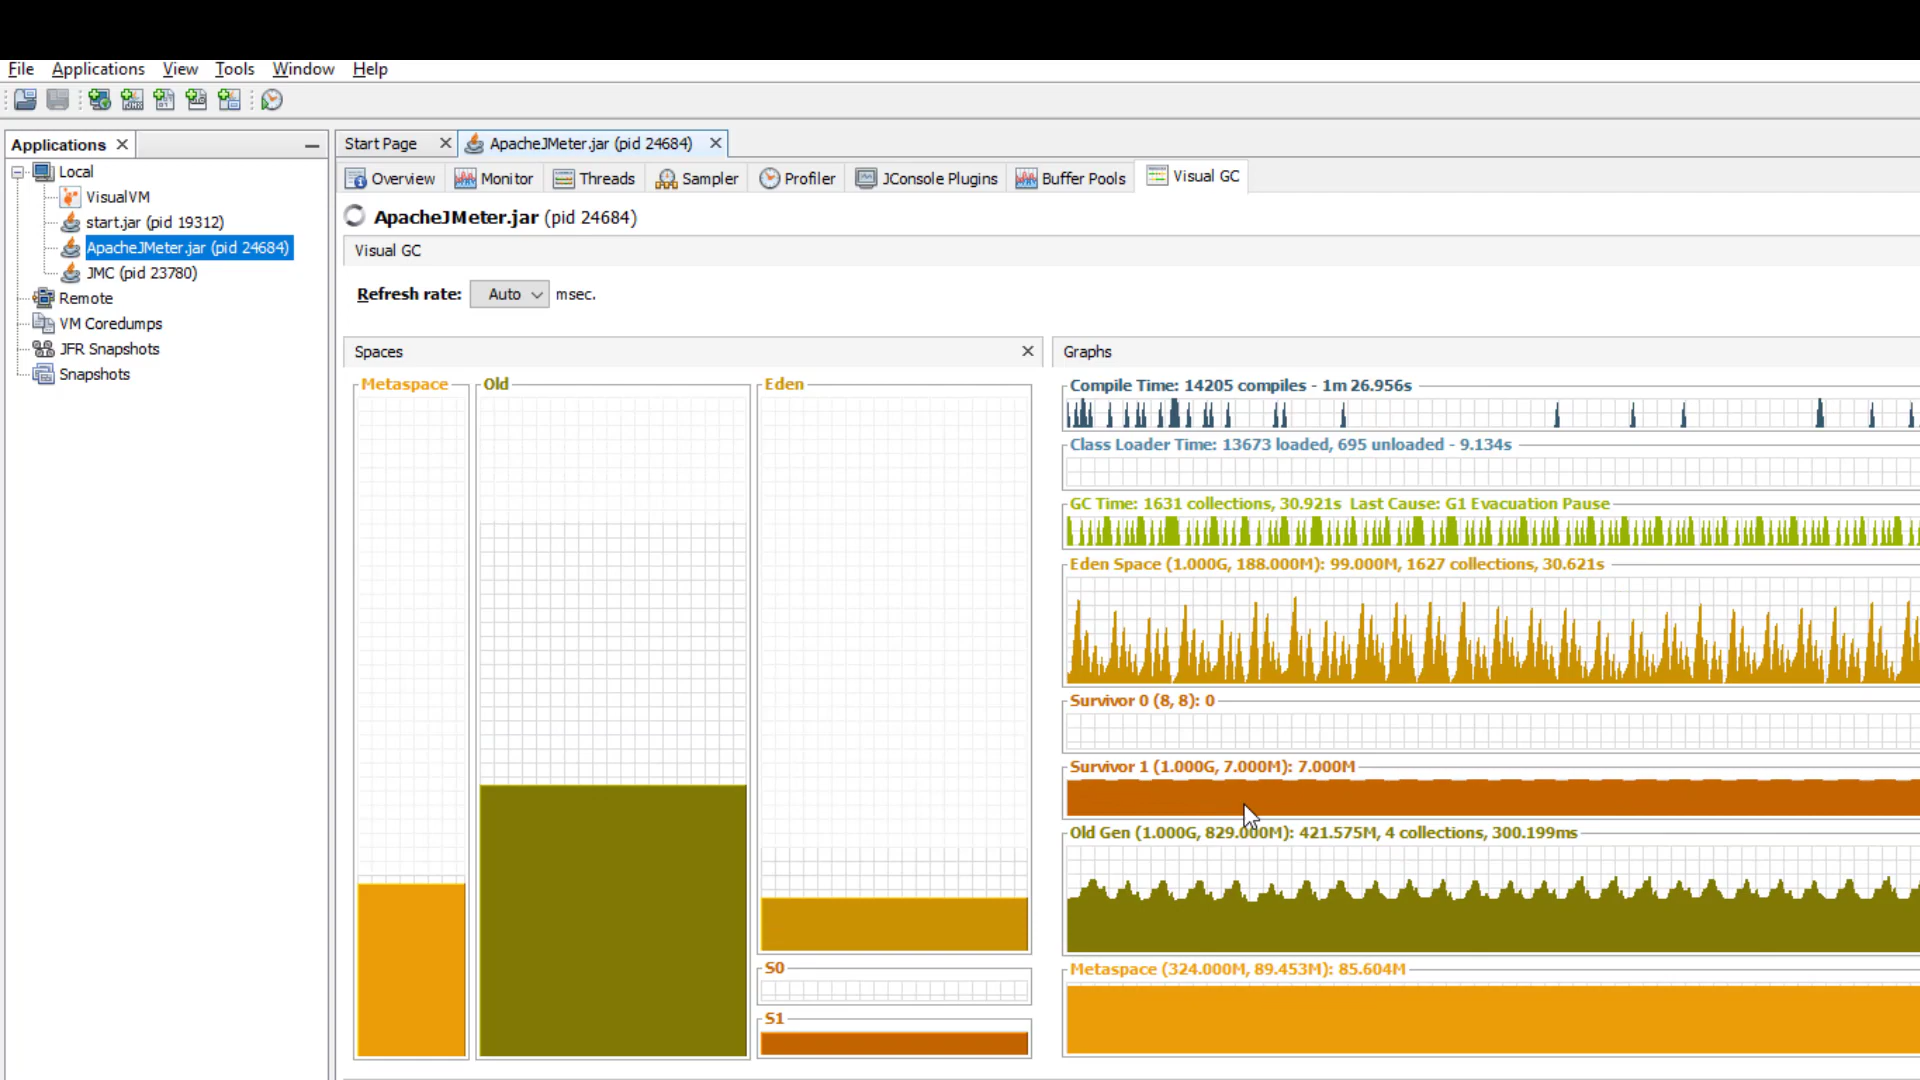 File Applications View Tools Window Help
Applications
Local
VisualVM
start.jar (pid 19312)
ApacheJMeter.jar (pid 24684)
JMC (pid 23780)
Remote
VM Coredumps
JFR Snapshots
Snapshots
Start Page ApacheJMeter.jar (pid 24684)
Overview Monitor Threads Sampler Profiler JConsole Plugins Buffer Pools Visual GC
ApacheJMeter.jar (pid 24684)
Visual GC
Refresh rate: Auto msec.
Spaces
Metaspace Old Eden
S0
S1
Graphs
Compile Time: 14205 compiles - 1m 26.956s
Class Loader Time: 13673 loaded, 695 unloaded - 9.134s
GC Time: 1631 collections, 30.921s Last Cause: G1 Evacuation Pause
Eden Space (1.000G, 188.000M): 99.000M, 1627 collections, 30.621s
Survivor 0 (8, 8): 0
Survivor 1 (1.000G, 7.000M): 7.000M
Old Gen (1.000G, 829.000M): 421.575M, 4 collections, 300.199ms
Metaspace (324.000M, 89.453M): 85.604M